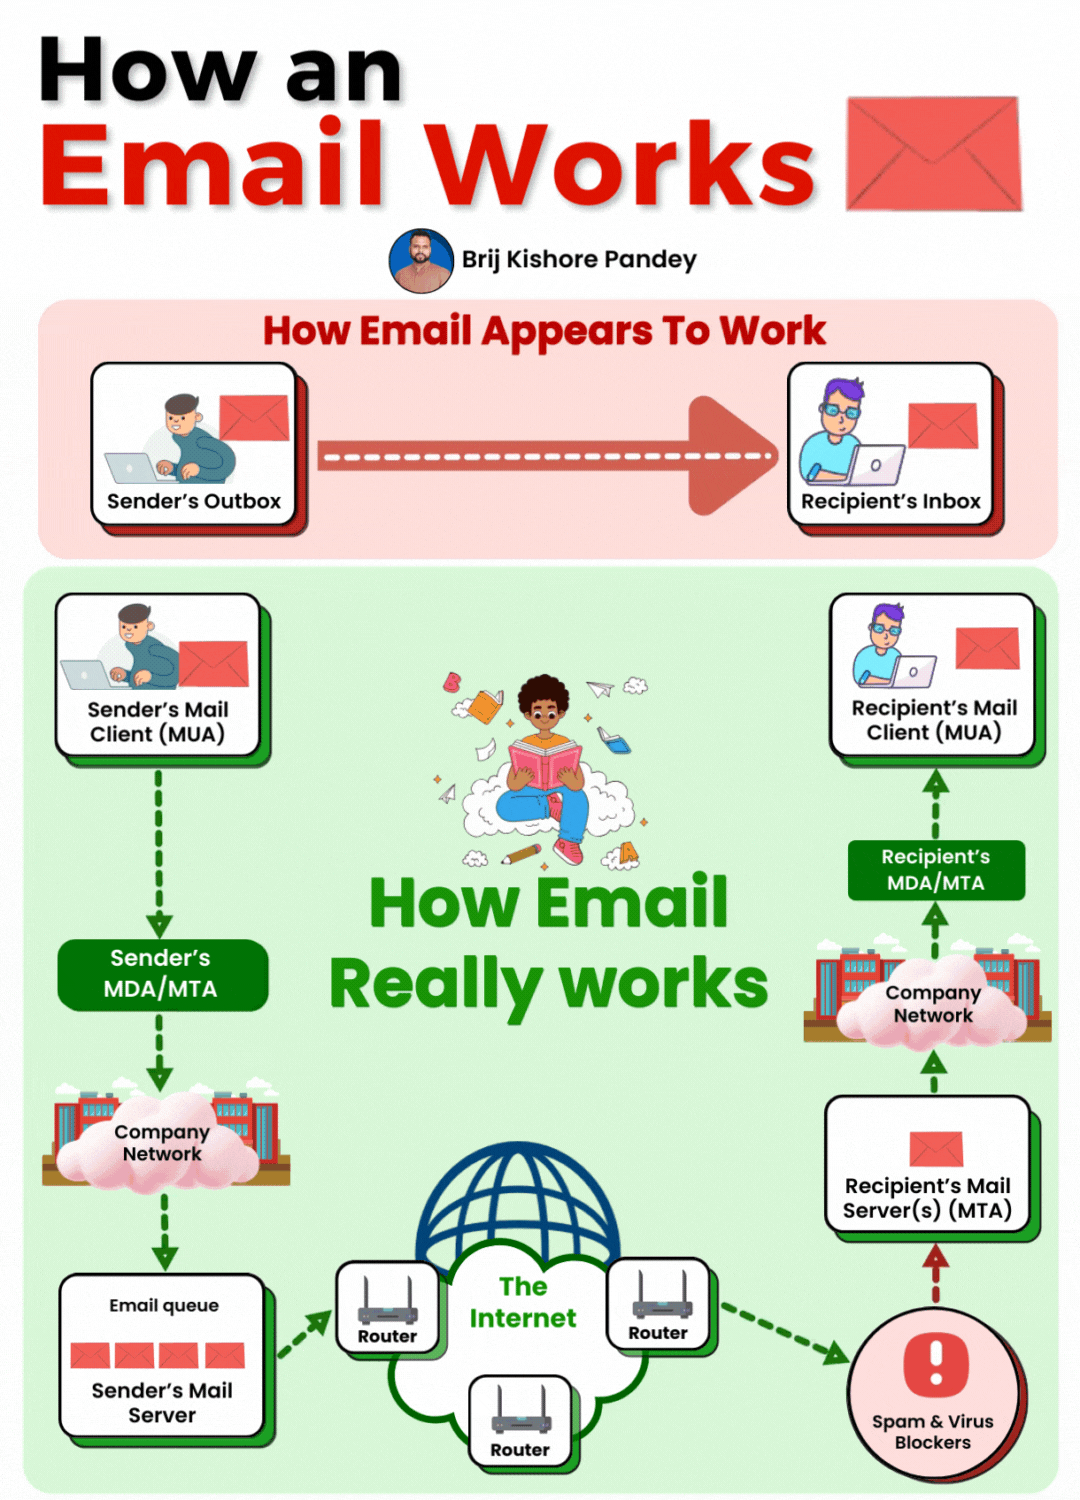 How an
Email Works
Brij Kishore Pandey
How Email Appears To Work
Sender's Outbox
Recipient's Inbox
Sender's Mail
Client (MUA)
Recipient's Mail
Client (MUA)
B
A
How Email
Really works
Sender's
MDA/MTA
Recipient's
MDA/MTA
Company
Network
Company
Network
Email queue
Sender's Mail
Server
Router
The
Internet
Router
Router
Spam & Virus
Blockers
Recipient's Mail
Server(s) (MTA)